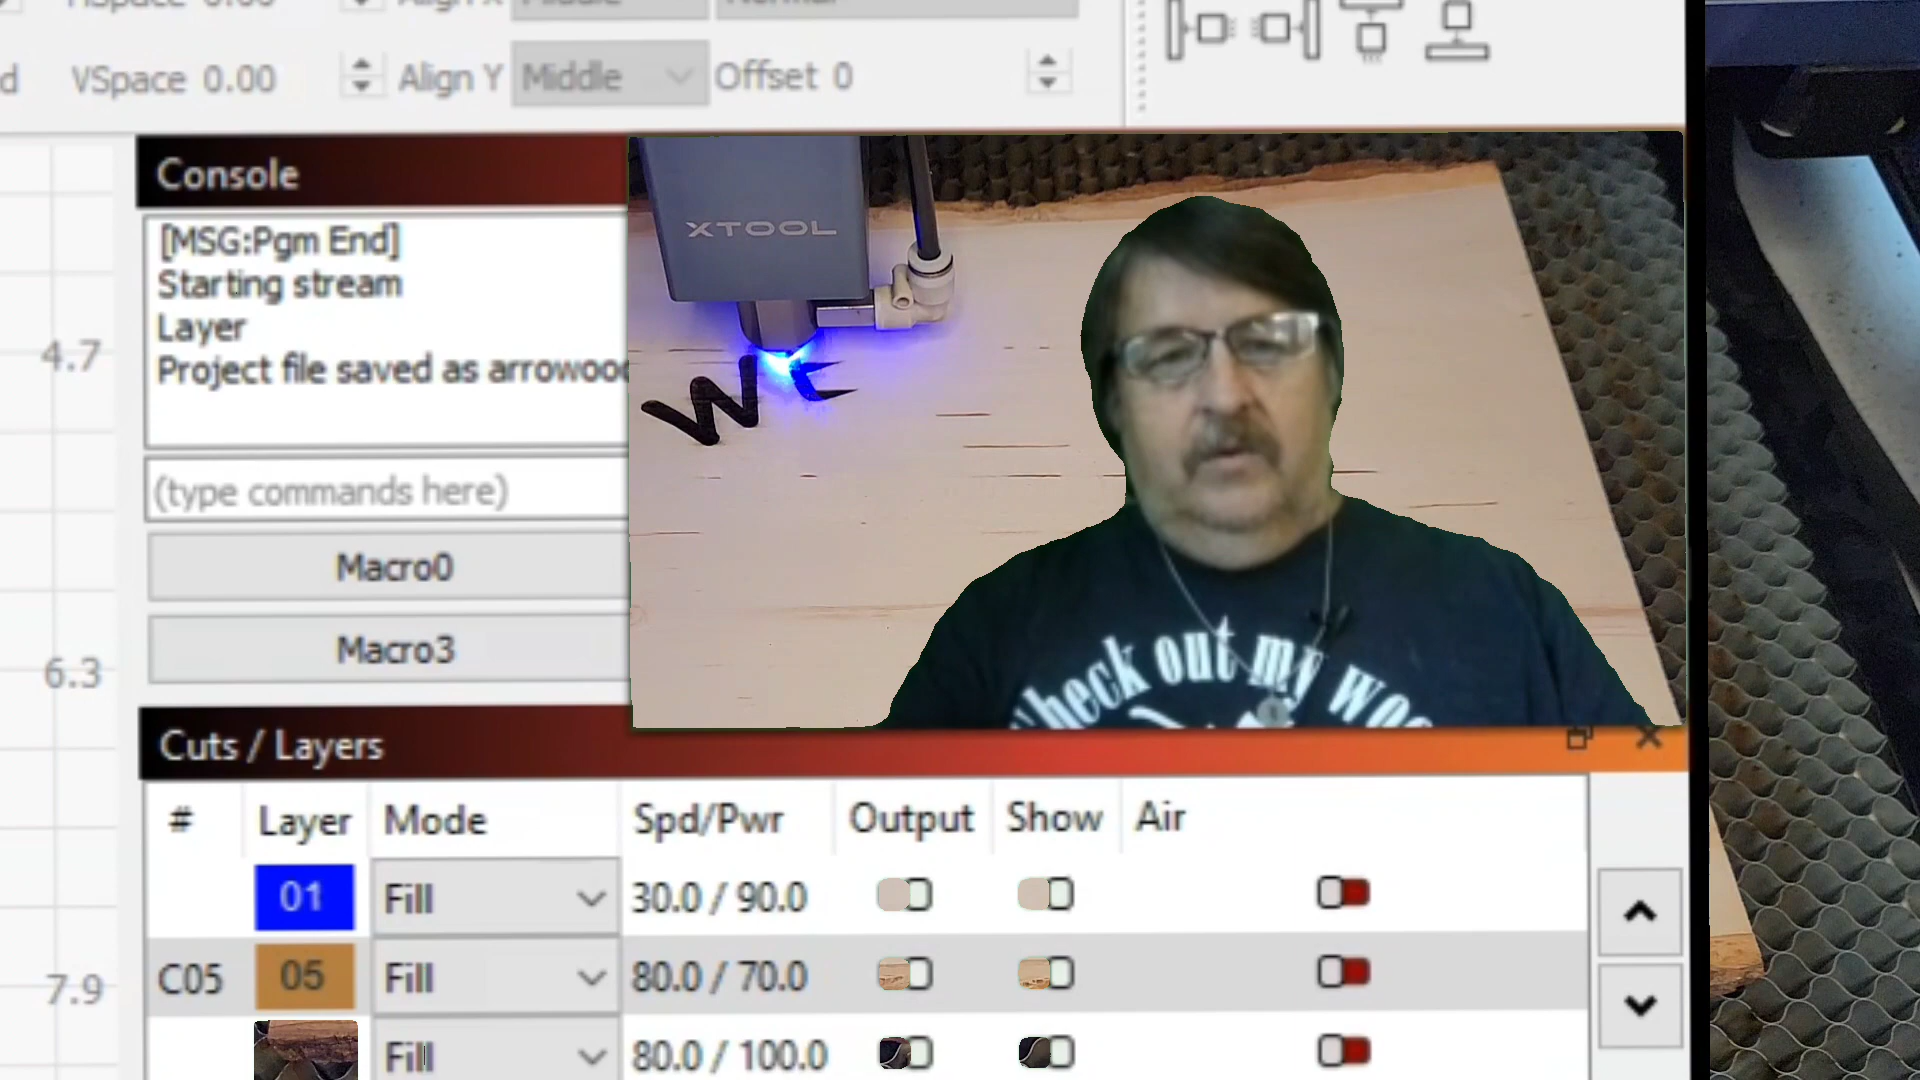 VSpace 0.00
Align Y
Middle
Offset 0
Console
[MSG:Pgm End]
Starting stream
Layer
Project file saved as
(type commands here)
Macro0
Macro3
XTOOL
check out my
4.7
6.3
7.9
Cuts / Layers
# Layer Mode Spd/Pwr Output Show Air
01 Fill 30.0 / 90.0
C05 05 Fill 80.0 / 70.0
Fill 80.0 / 100.0